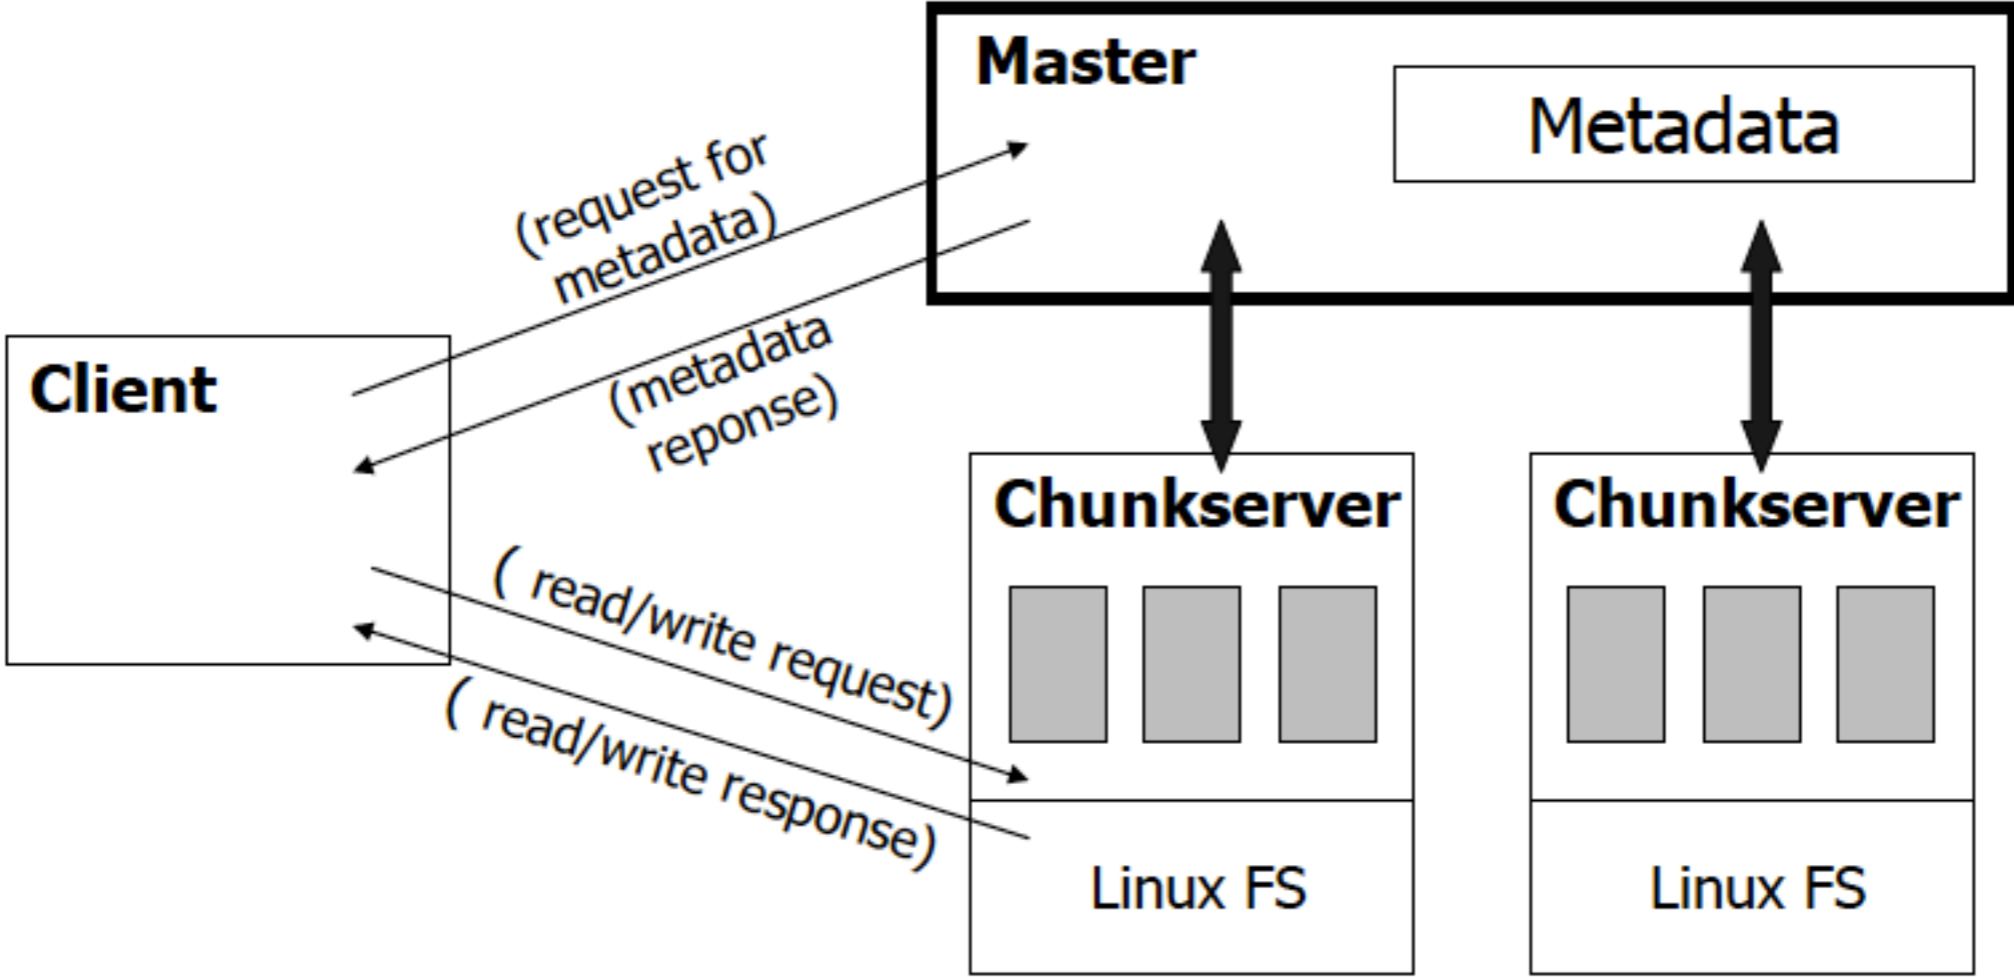 Master
Metadata
(request for
metadata)
(metadata
reponse)
Client
Chunkserver
Chunkserver
( read/write request)
( read/write response)
Linux FS
Linux FS